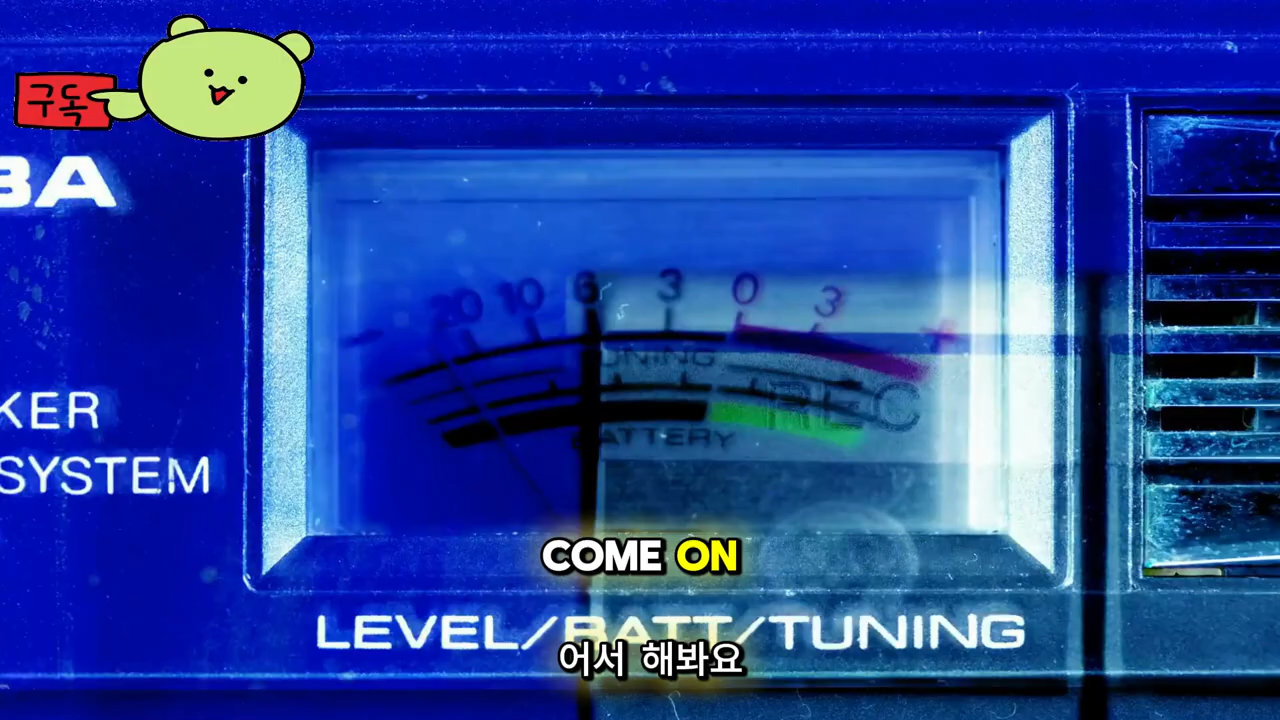 구독
BA
KER
SYSTEM
20 10 6 3 0 3
- +
TUNING
REC
BATTERY
COME ON
LEVEL/BATT/TUNING
어서 해봐요